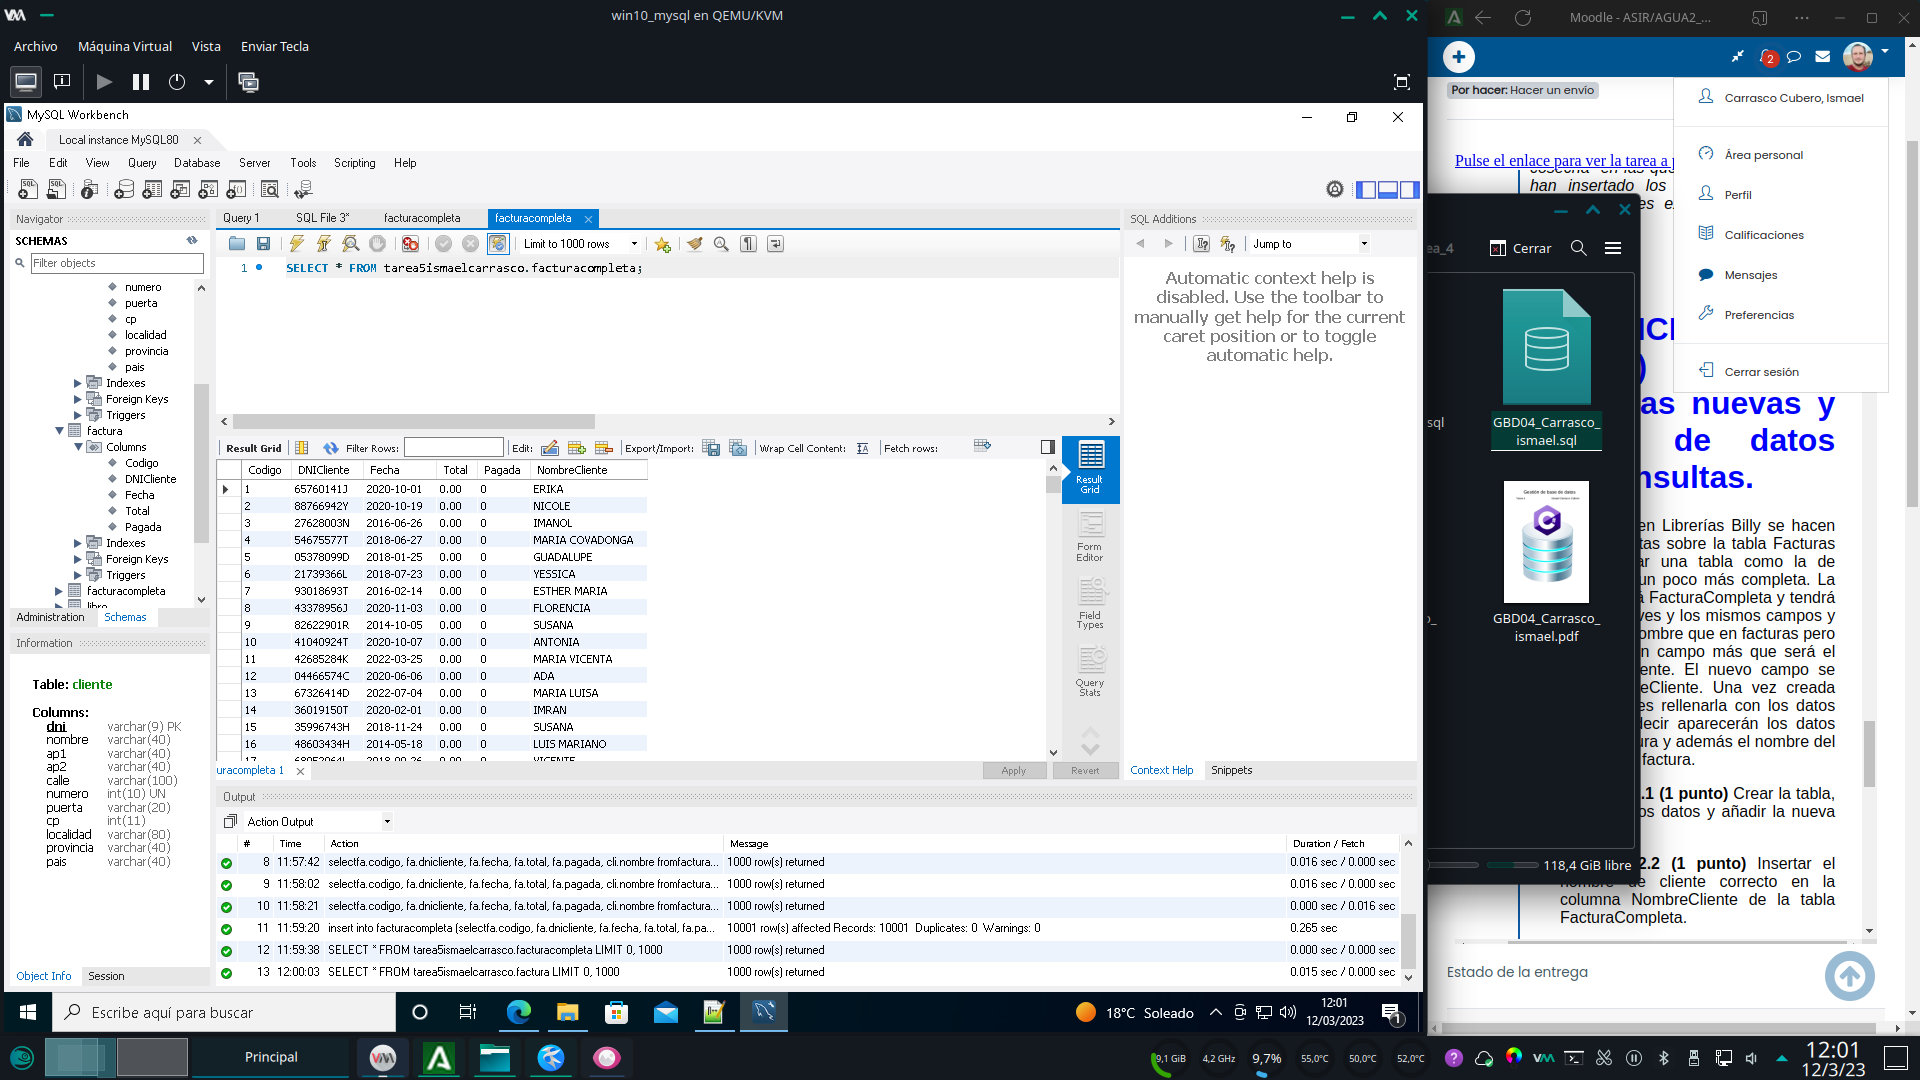 win10_mysql en QEMU/KVM
Archivo Máquina Virtual Vista Enviar Tecla
MySQL Workbench
Local instance MySQL80
File Edit View Query Database Server Tools Scripting Help
Navigator
SCHEMAS
Filter objects
numero
puerta
cp
localidad
provincia
pais
Indexes
Foreign Keys
Triggers
factura
Columns
Codigo
DNICliente
Fecha
Total
Pagada
Indexes
Foreign Keys
Triggers
facturacompleta
libro
Administration Schemas
Information
Table: cliente
Columns:
dni varchar(9) PK
nombre varchar(40)
ap1 varchar(40)
ap2 varchar(40)
calle varchar(100)
numero int(10) UN
puerta varchar(20)
cp int(11)
localidad varchar(80)
provincia varchar(40)
pais varchar(40)
Object Info Session
Query 1 SQL File 3* facturacompleta facturacompleta
Limit to 1000 rows
1 SELECT * FROM tarea5ismaelcarrasco.facturacompleta;
Result Grid Filter Rows: Edit: Export/Import: Wrap Cell Content: Fetch rows:
Codigo DNICliente Fecha Total Pagada NombreCliente
1 65760141J 2020-10-01 0.00 0 ERIKA
2 88766942Y 2020-10-19 0.00 0 NICOLE
3 27628003N 2016-06-26 0.00 0 IMANOL
4 54675577T 2018-06-27 0.00 0 MARIA COVADONGA
5 05378099D 2018-01-25 0.00 0 GUADALUPE
6 21739366L 2018-07-23 0.00 0 YESSICA
7 93018693T 2016-02-14 0.00 0 ESTHER MARIA
8 43378956J 2020-11-03 0.00 0 FLORENCIA
9 82622901R 2014-10-05 0.00 0 SUSANA
10 41040924T 2020-10-07 0.00 0 ANTONIA
11 42685284K 2022-03-25 0.00 0 MARIA VICENTA
12 04466574C 2020-06-06 0.00 0 ADA
13 67326414D 2022-07-04 0.00 0 MARIA LUISA
14 36019150T 2020-02-01 0.00 0 IMRAN
15 35996743H 2018-11-24 0.00 0 SUSANA
16 48603434H 2014-05-18 0.00 0 LUIS MARIANO
Result Grid
Form Editor
Field Types
Query Stats
uracompleta 1
Apply Revert
SQL Additions
Jump to
Automatic context help is
disabled. Use the toolbar to
manually get help for the current
caret position or to toggle
automatic help.
Context Help Snippets
Output
Action Output
# Time Action Message Duration / Fetch
8 11:57:42 selectfa.codigo, fa.dnicliente, fa.fecha, fa.total, fa.pagada, cli.nombre fromfactura... 1000 row(s) returned 0.016 sec / 0.000 sec
9 11:58:02 selectfa.codigo, fa.dnicliente, fa.fecha, fa.total, fa.pagada, cli.nombre fromfactura... 1000 row(s) returned 0.016 sec / 0.000 sec
10 11:58:21 selectfa.codigo, fa.dnicliente, fa.fecha, fa.total, fa.pagada, cli.nombre fromfactura... 1000 row(s) returned 0.000 sec / 0.016 sec
11 11:59:20 insert into facturacompleta (selectfa.codigo, fa.dnicliente, fa.fecha, fa.total, fa.pa... 10001 row(s) affected Records: 10001 Duplicates: 0 Warnings: 0 0.265 sec
12 11:59:38 SELECT * FROM tarea5ismaelcarrasco.facturacompleta LIMIT 0, 1000 1000 row(s) returned 0.000 sec / 0.000 sec
13 12:00:03 SELECT * FROM tarea5ismaelcarrasco.factura LIMIT 0, 1000 1000 row(s) returned 0.015 sec / 0.000 sec
Escribe aquí para buscar
18°C Soleado
12:01
12/03/2023
1
Moodle - ASIR/AGUA2_...
2
Por hacer: Hacer un envío
Carrasco Cubero, Ismael
Área personal
Perfil
Calificaciones
Mensajes
Preferencias
Cerrar sesión
Pulse el enlace para ver la tarea a
han insertado los
ea_4
Cerrar
sql
GBD04_Carrasco_
ismael.sql
GBD04_Carrasco_
ismael.pdf
118,4 GiB libre
as nuevas y
de datos
nsultas.
en Librerías Billy se hacen
tas sobre la tabla Facturas
ar una tabla como la de
un poco más completa. La
á FacturaCompleta y tendrá
ves y los mismos campos y
ombre que en facturas pero
n campo más que será el
ente. El nuevo campo se
eCliente. Una vez creada
es rellenarla con los datos
decir aparecerán los datos
ura y además el nombre del
factura.
.1 (1 punto) Crear la tabla,
os datos y añadir la nueva
2.2 (1 punto) Insertar el
nombre de cliente correcto en la
columna NombreCliente de la tabla
FacturaCompleta.
Estado de la entrega
Principal
9,1 GiB 4,2 GHz 9,7% 55,0°C 50,0°C 52,0°C
12:01
12/3/23